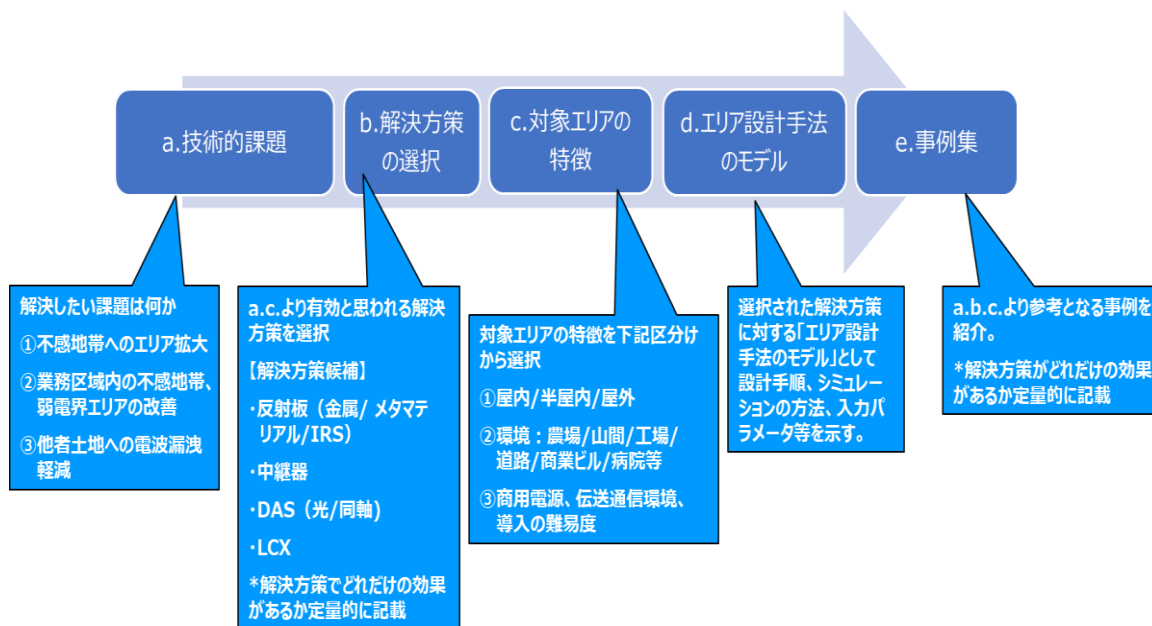 a.技術的課題
b.解決方策
の選択
c.対象エリアの
特徴
d.エリア設計手法
のモデル
e.事例集
解決したい課題は何か
①不感地帯へのエリア拡大
②業務区域内の不感地帯、
弱電界エリアの改善
③他者土地への電波漏洩
軽減
a.c.より有効と思われる解決
方策を選択
【解決方策候補】
・反射板（金属/ メタマテ
リアル/IRS）
・中継器
・DAS（光/同軸)
・LCX
*解決方策でどれだけの効果
があるか定量的に記載
対象エリアの特徴を下記区分け
から選択
①屋内/半屋内/屋外
②環境：農場/山間/工場/
道路/商業ビル/病院等
③商用電源、伝送通信環境、
導入の難易度
選択された解決方策
に対する「エリア設計
手法のモデル」として
設計手順、シミュレー
ションの方法、入力パ
ラメータ等を示す。
a.b.c.より参考となる事例を
紹介。
*解決方策がどれだけの効果
があるか定量的に記載